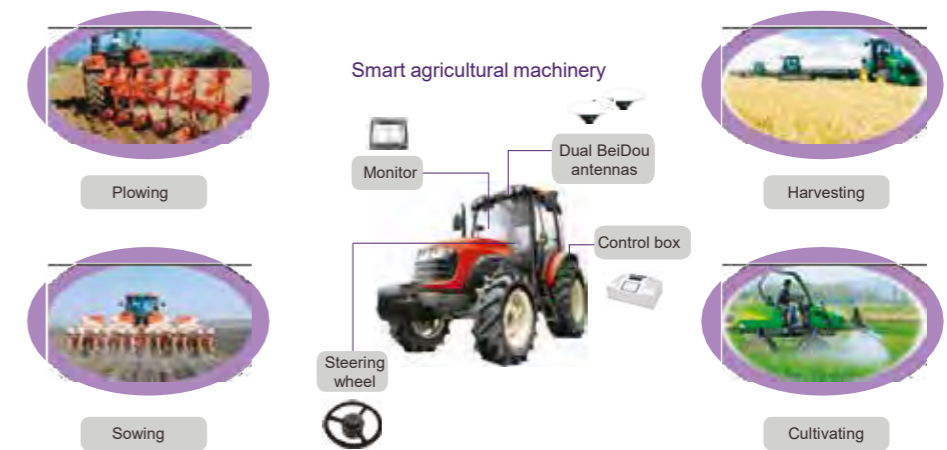 Smart agricultural machinery
Plowing
Monitor
Dual BeiDou
antennas
Harvesting
Control box
Steering
wheel
Sowing
Cultivating